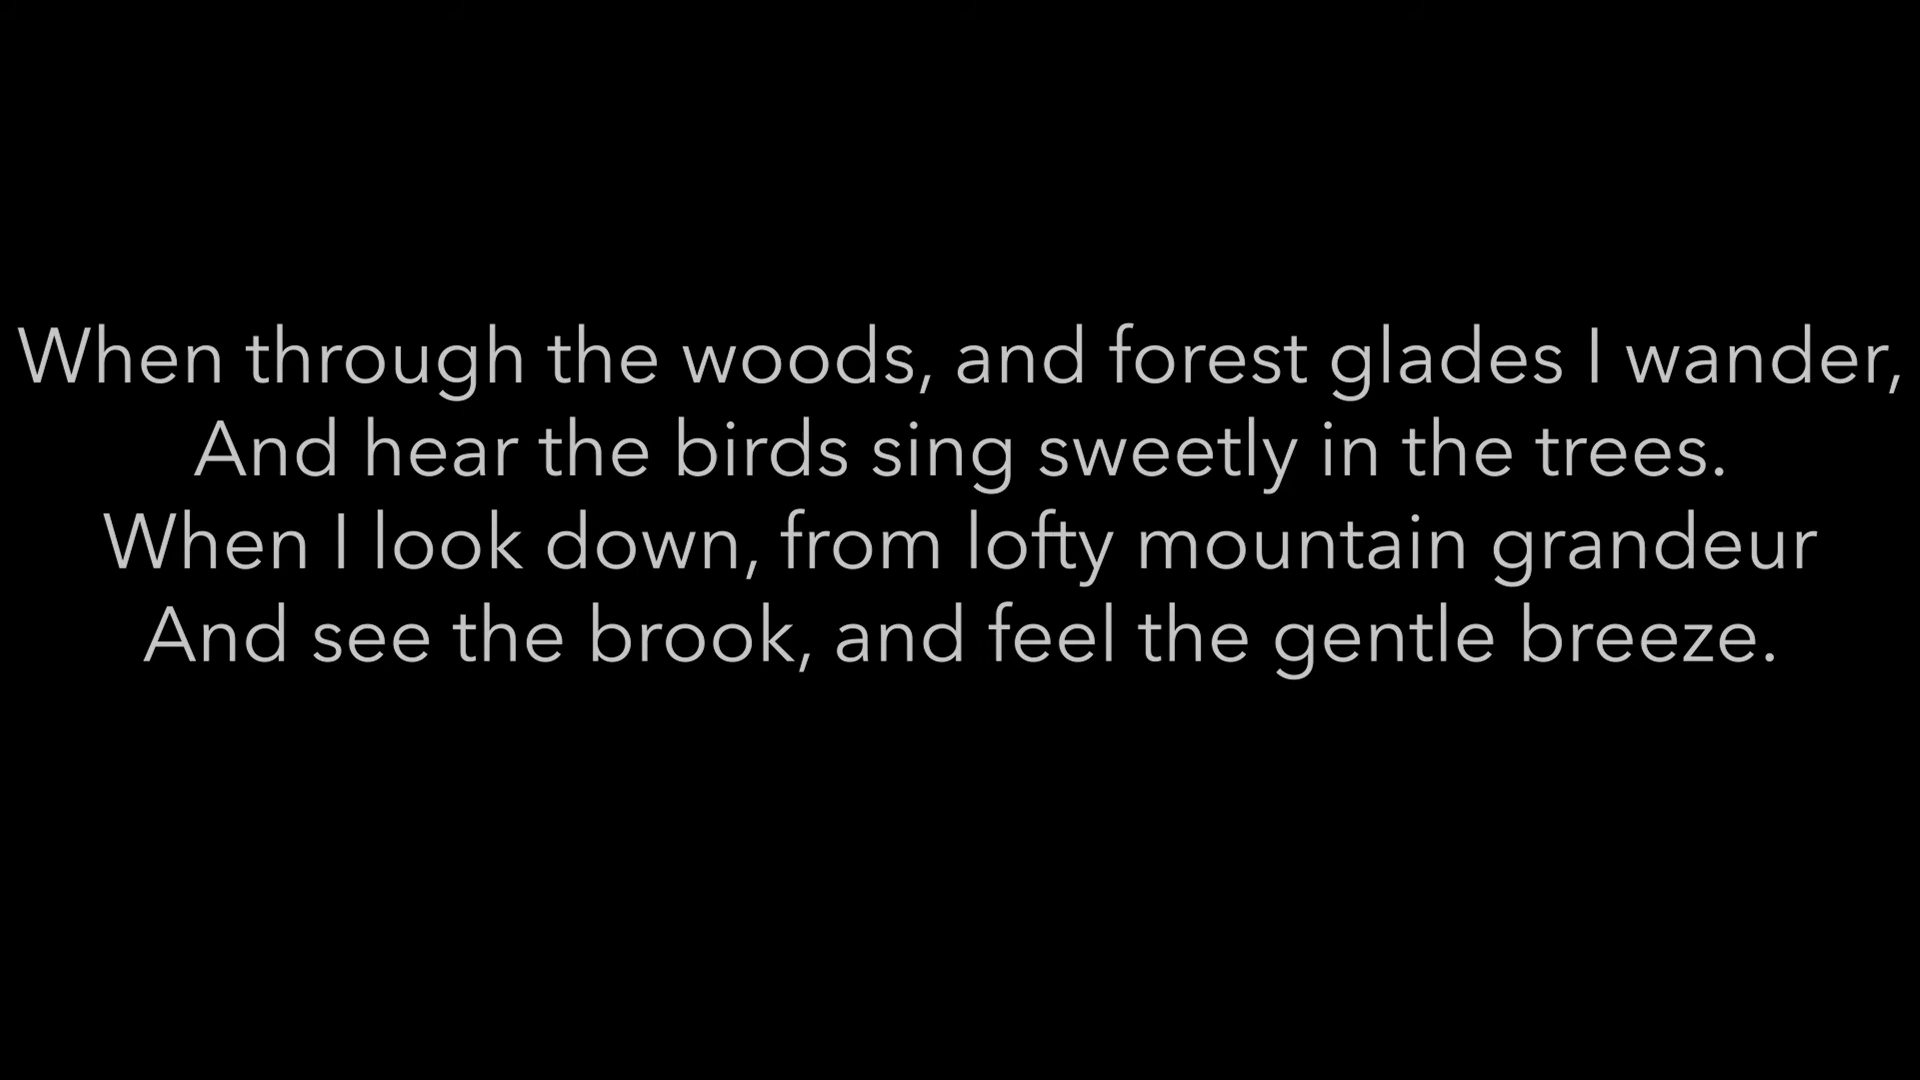 When through the woods, and forest glades I wander,
And hear the birds sing sweetly in the trees.
When I look down, from lofty mountain grandeur
And see the brook, and feel the gentle breeze.